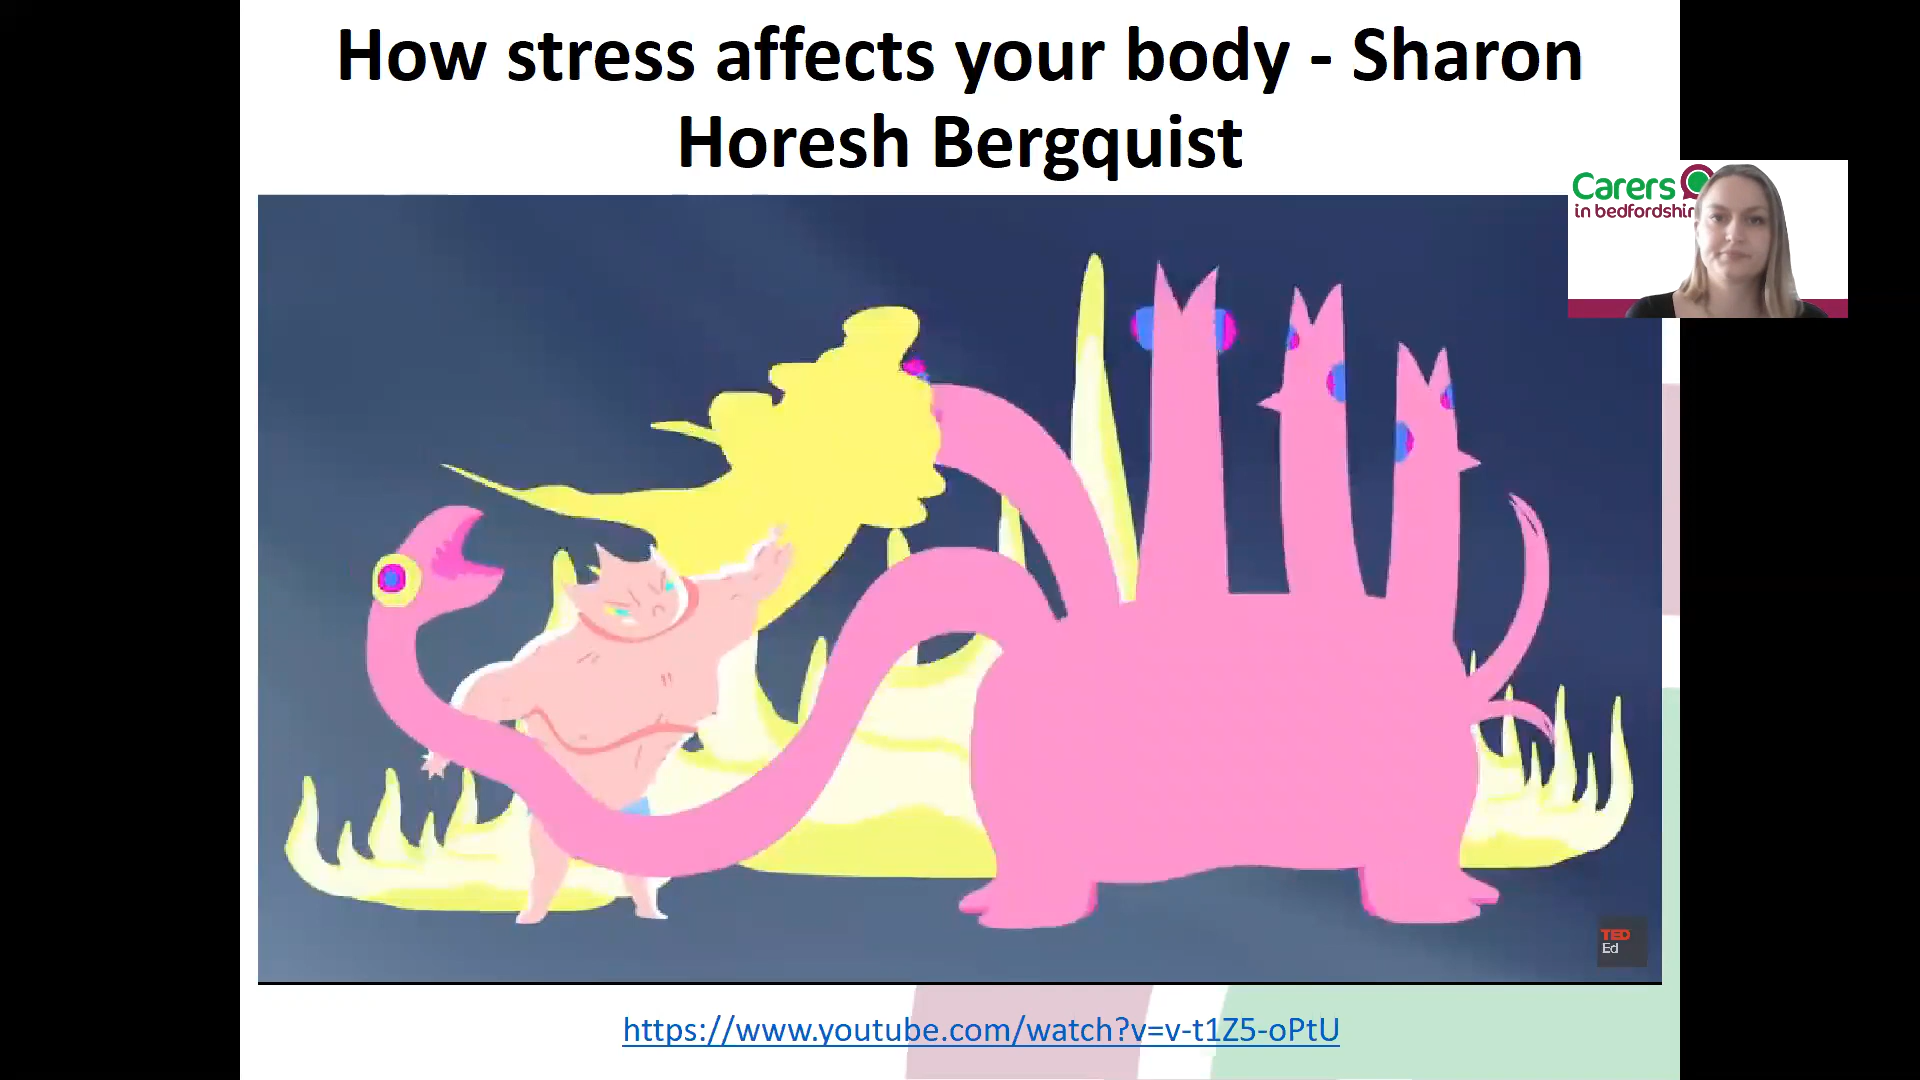 How stress affects your body - Sharon
Horesh Bergquist
Carers
in bedfordshir
TED
Ed
https://www.youtube.com/watch?v=v-t1Z5-oPtU